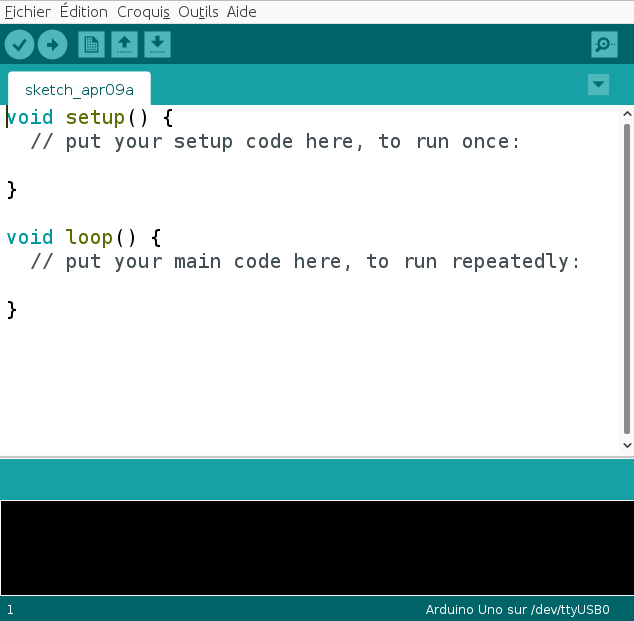 Fichier Édition Croquis Outils Aide
sketch_apr09a
void setup() {
  // put your setup code here, to run once:
}
void loop() {
  // put your main code here, to run repeatedly:
}
1 Arduino Uno sur /dev/ttyUSB0